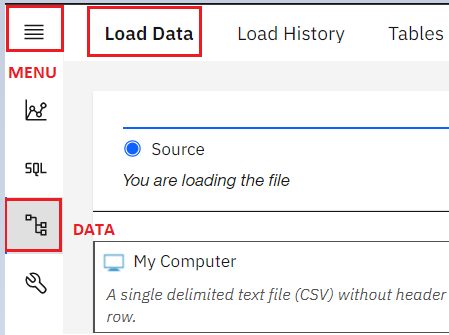 Load Data Load History Tables
MENU
Source
SQL
You are loading the file
DATA
My Computer
A single delimited text file (CSV) without header
row.